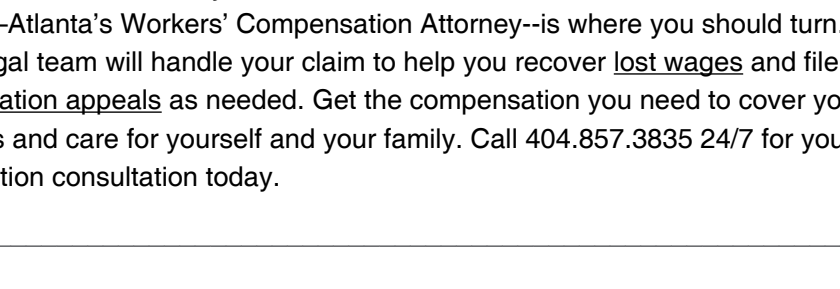 –Atlanta’s Workers’ Compensation Attorney--is where you should turn.
gal team will handle your claim to help you recover lost wages and file
ation appeals as needed. Get the compensation you need to cover yo
s and care for yourself and your family. Call 404.857.3835 24/7 for you
tion consultation today.